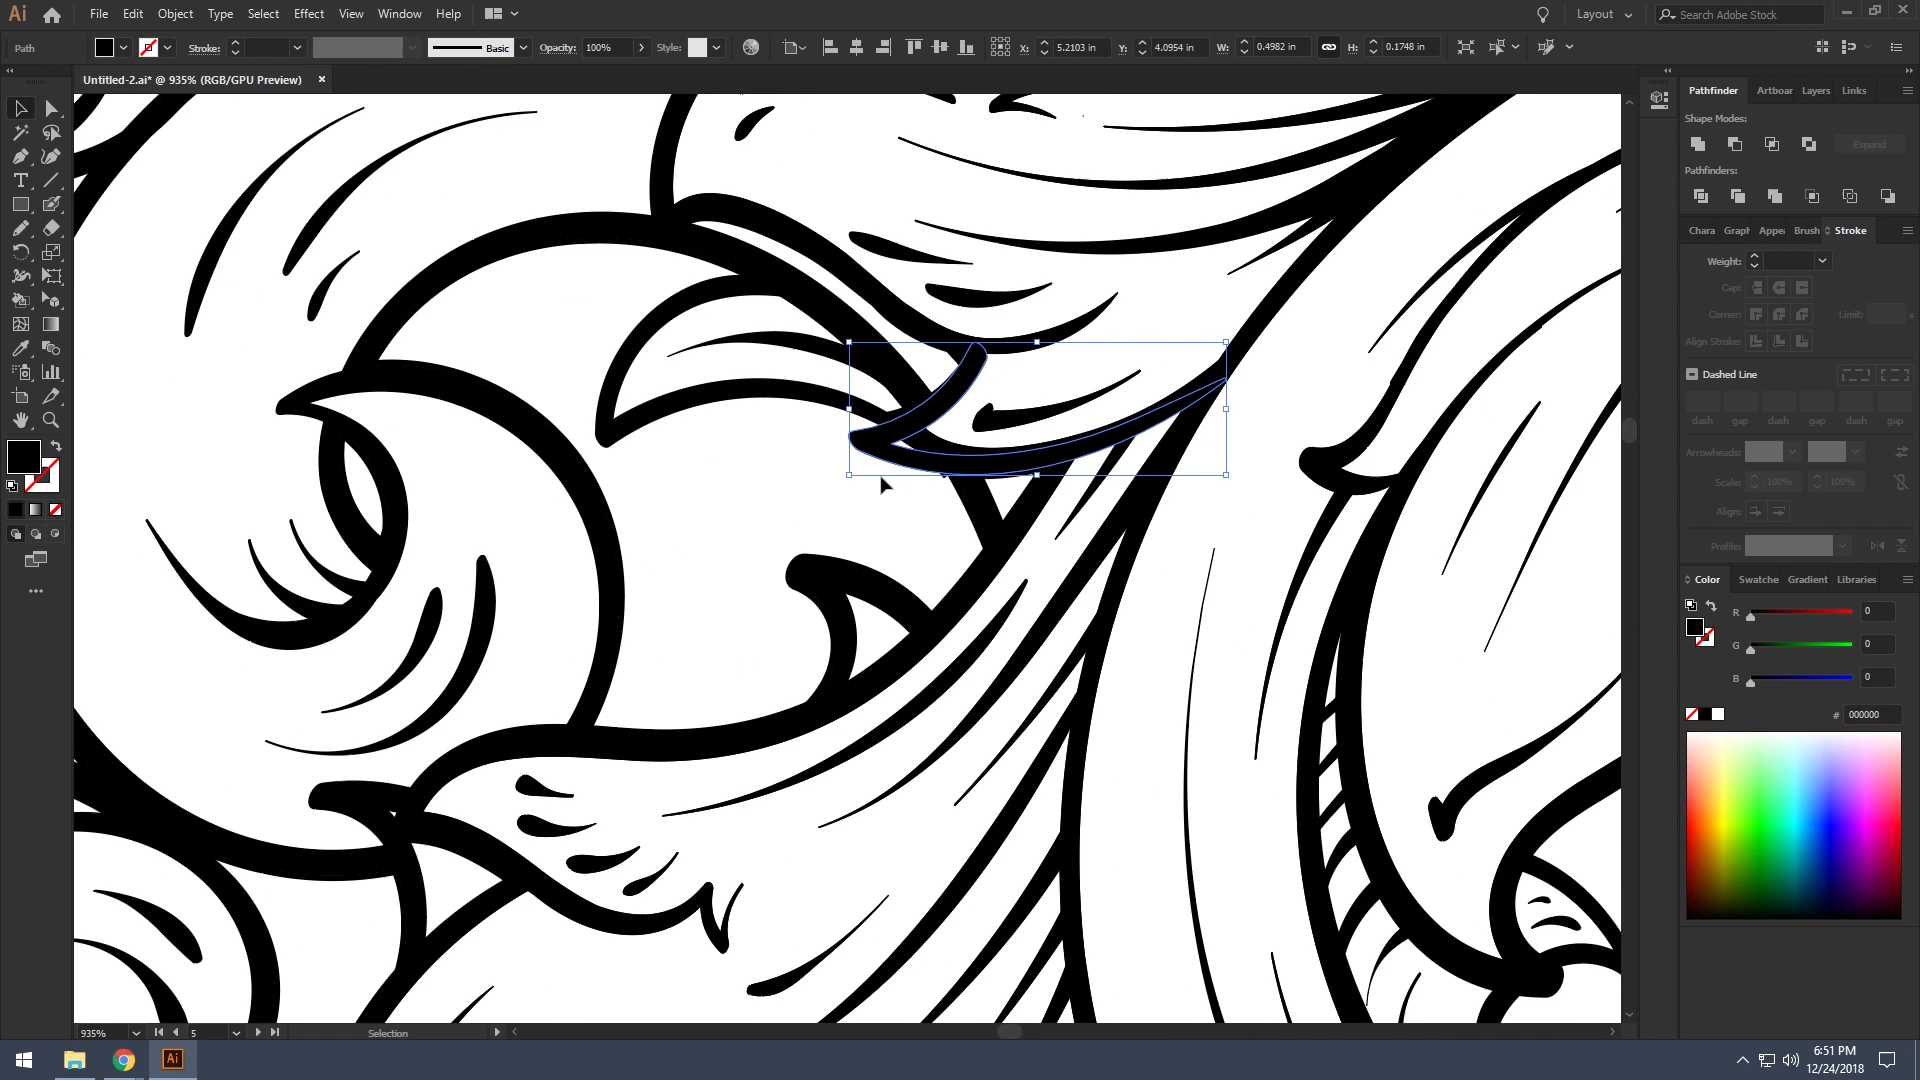 Ai File Edit Object Type Select Effect View Window Help Layout Search Adobe Stock
Path Stroke: Basic Opacity: 100% Style: X: 5.2103 in Y: 4.0954 in W: 0.4982 in H: 0.1748 in
Untitled-2.ai* @ 935% (RGB/GPU Preview)
Pathfinder Artboar Layers Links
Shape Modes:
Expand
Pathfinders:
Chara Graph Appea Brush Stroke
Weight:
Cap:
Corner: Limit: x
Align Stroke:
Dashed Line
dash gap dash gap dash gap
Arrowheads:
Scale: 100% 100%
Align:
Profile:
Color Swatche Gradient Libraries
R 0
G 0
B 0
# 000000
935% 5 Selection
Ai
6:51 PM
12/24/2018